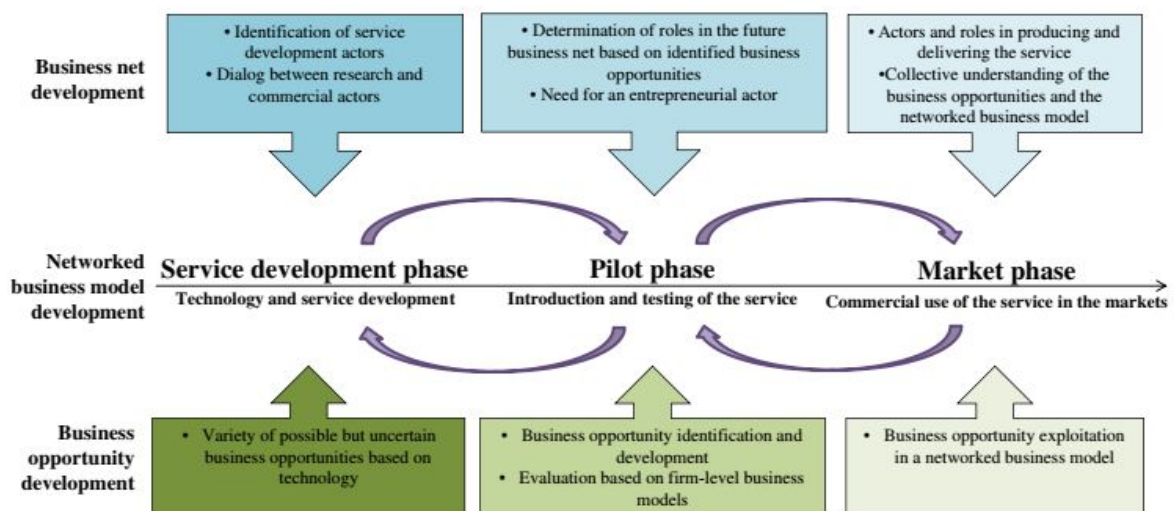 Business net
development
• Identification of service
development actors
• Dialog between research and
commercial actors
• Determination of roles in the future
business net based on identified business
opportunities
• Need for an entrepreneurial actor
• Actors and roles in producing and
delivering the service
•Collective understanding of the
business opportunities and the
networked business model
Networked
business model
development
Service development phase
Technology and service development
Pilot phase
Introduction and testing of the service
Market phase
Commercial use of the service in the markets
Business
opportunity
development
• Variety of possible but uncertain
business opportunities based on
technology
• Business opportunity identification and
development
• Evaluation based on firm-level business
models
• Business opportunity exploitation
in a networked business model